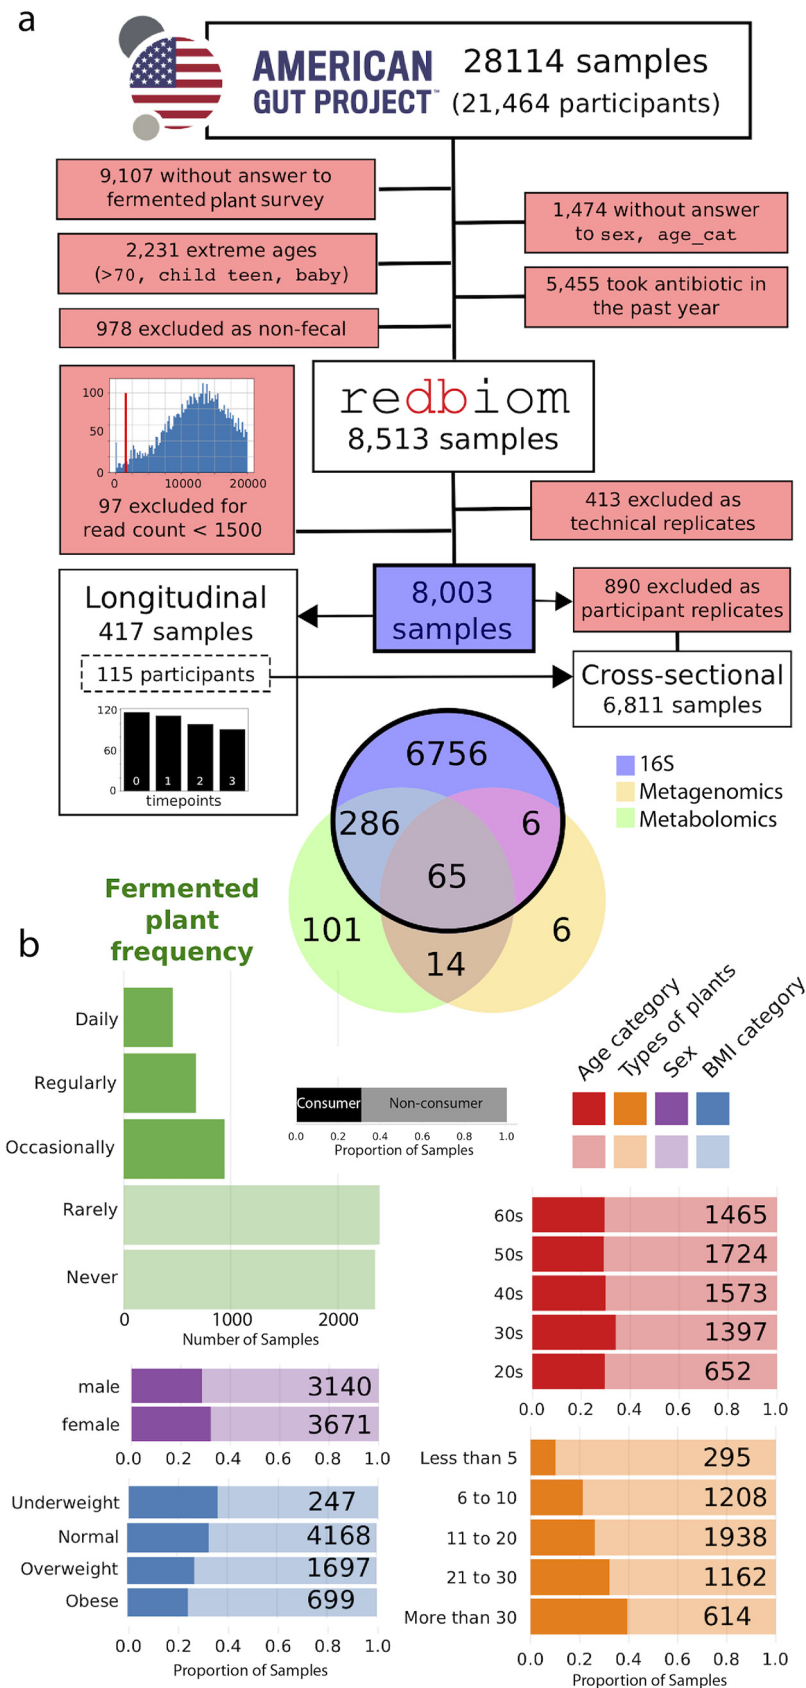 a
AMERICAN
GUT PROJECT™
28114 samples
(21,464 participants)
9,107 without answer to
fermented plant survey
1,474 without answer
to sex, age_cat
2,231 extreme ages
(>70, child teen, baby)
5,455 took antibiotic in
the past year
978 excluded as non-fecal
redbiom
8,513 samples
100
50
0
0 10000 20000
97 excluded for
read count < 1500
413 excluded as
technical replicates
8,003
samples
890 excluded as
participant replicates
Longitudinal
417 samples
115 participants
120
60
0
0 1 2 3
timepoints
Cross-sectional
6,811 samples
6756
286
6
65
101
14
6
16S
Metagenomics
Metabolomics
b
Fermented
plant
frequency
Daily
Regularly
Occasionally
Rarely
Never
0 1000 2000
Number of Samples
Consumer Non-consumer
0.0 0.2 0.4 0.6 0.8 1.0
Proportion of Samples
Age category
Types of plants
Sex
BMI category
60s 1465
50s 1724
40s 1573
30s 1397
20s 652
0.0 0.2 0.4 0.6 0.8 1.0
male 3140
female 3671
0.0 0.2 0.4 0.6 0.8 1.0
Underweight 247
Normal 4168
Overweight 1697
Obese 699
0.0 0.2 0.4 0.6 0.8 1.0
Proportion of Samples
Less than 5 295
6 to 10 1208
11 to 20 1938
21 to 30 1162
More than 30 614
0.0 0.2 0.4 0.6 0.8 1.0
Proportion of Samples